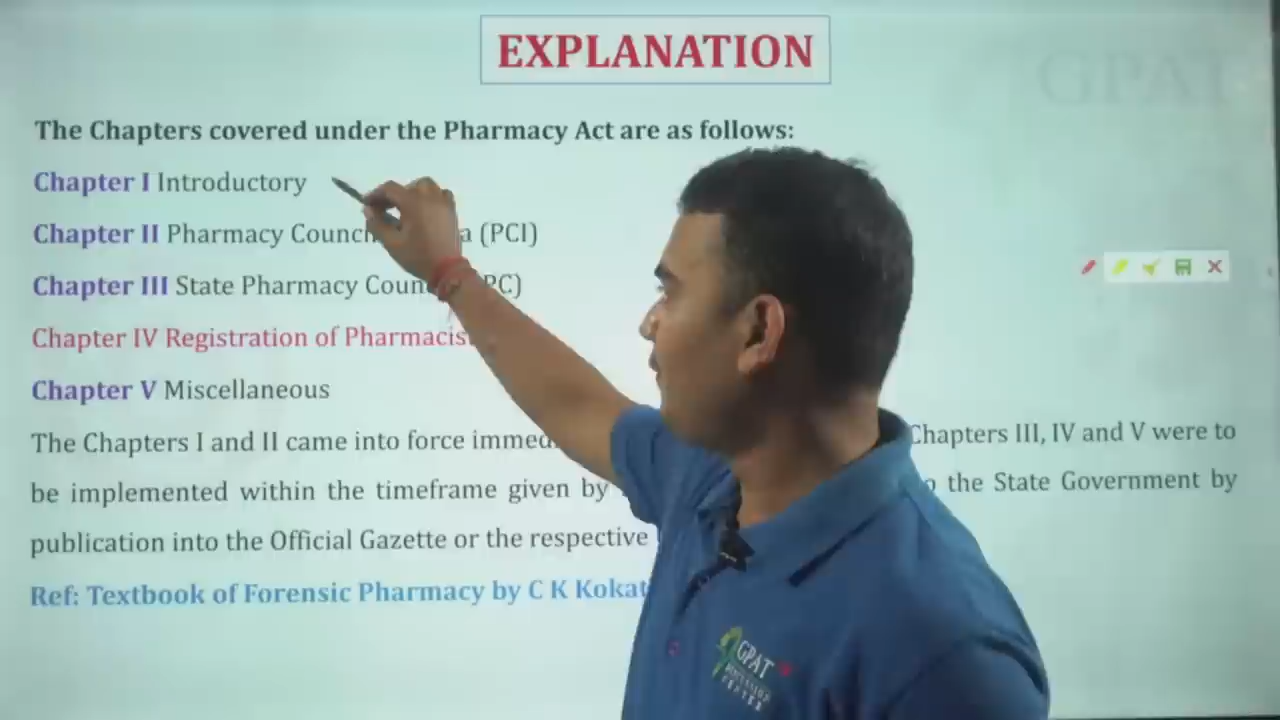 EXPLANATION
GPAT
The Chapters covered under the Pharmacy Act are as follows:
Chapter I Introductory
Chapter II Pharmacy Counc a (PCI)
Chapter III State Pharmacy Coun PC)
Chapter IV Registration of Pharmacis
Chapter V Miscellaneous
The Chapters I and II came into force immed Chapters III, IV and V were to
be implemented within the timeframe given by the State Government by
publication into the Official Gazette or the respective
Ref: Textbook of Forensic Pharmacy by C K Kokat
GPAT
DISCUSSION
CENTER